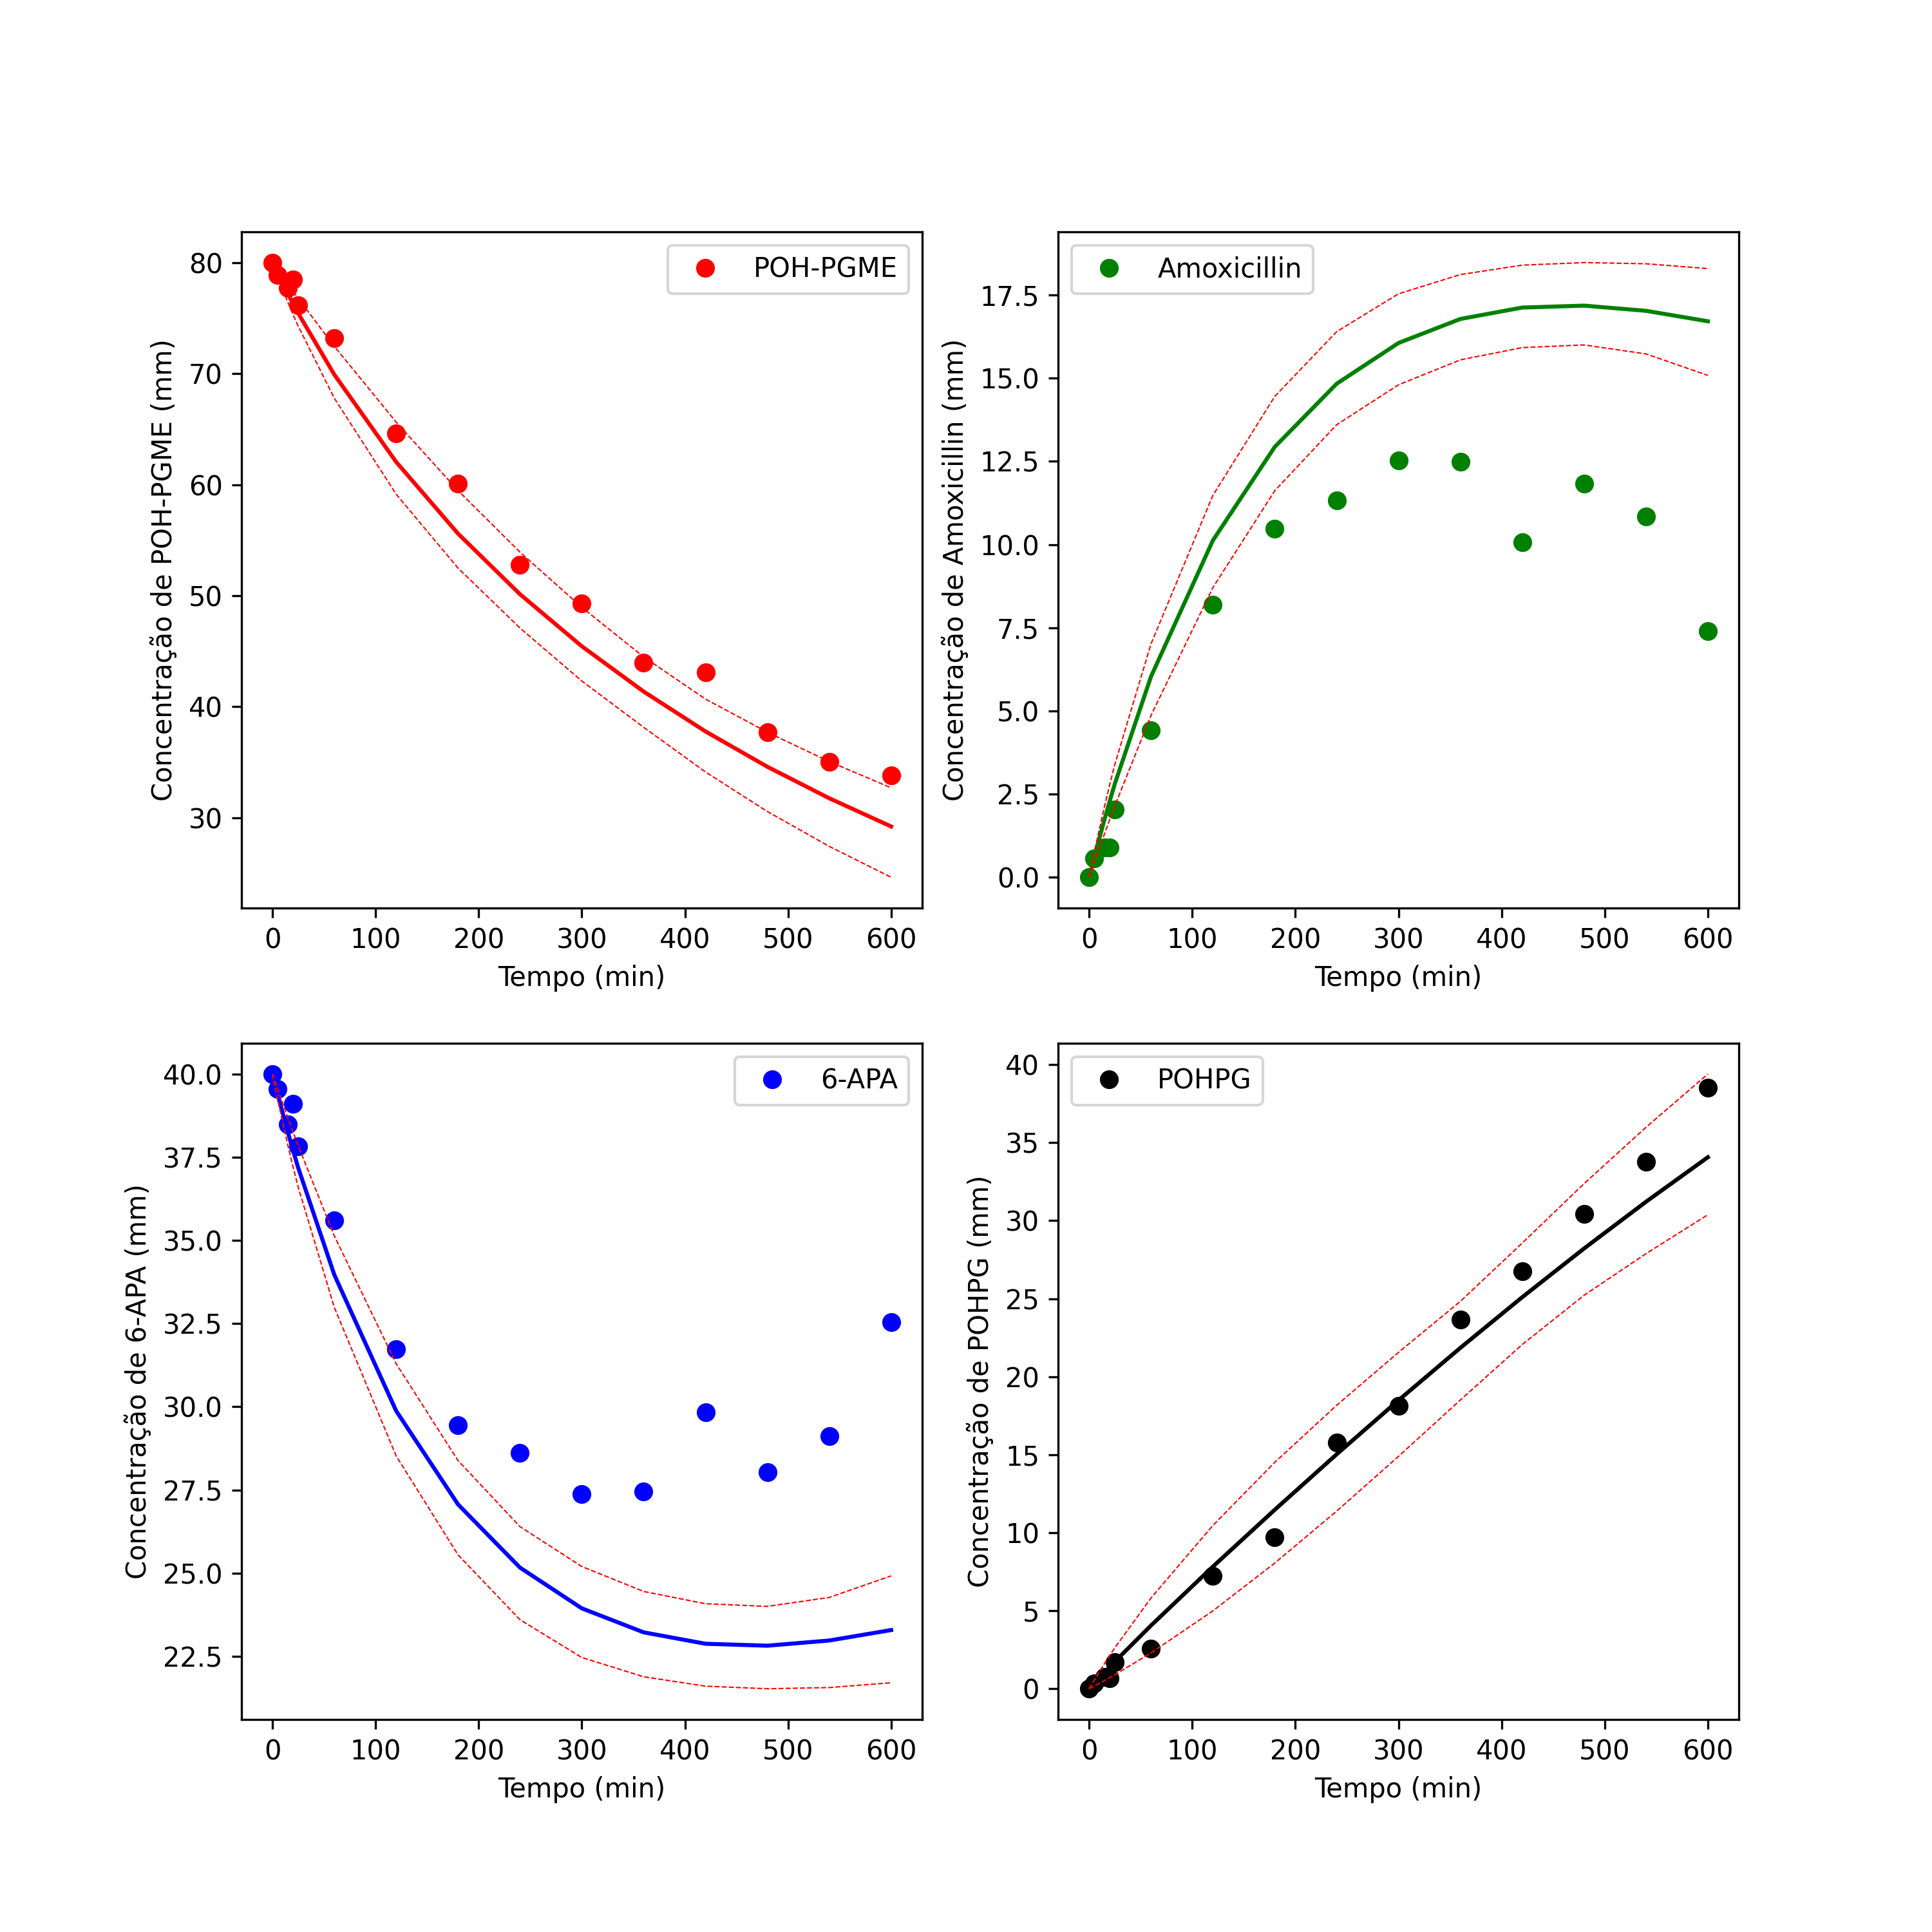 POH-PGME
80
70
60
50
40
30
Concentração de POH-PGME (mm)
0 100 200 300 400 500 600
Tempo (min)
Amoxicillin
17.5
15.0
12.5
10.0
7.5
5.0
2.5
0.0
Concentração de Amoxicillin (mm)
0 100 200 300 400 500 600
Tempo (min)
6-APA
40.0
37.5
35.0
32.5
30.0
27.5
25.0
22.5
Concentração de 6-APA (mm)
0 100 200 300 400 500 600
Tempo (min)
POHPG
40
35
30
25
20
15
10
5
0
Concentração de POHPG (mm)
0 100 200 300 400 500 600
Tempo (min)